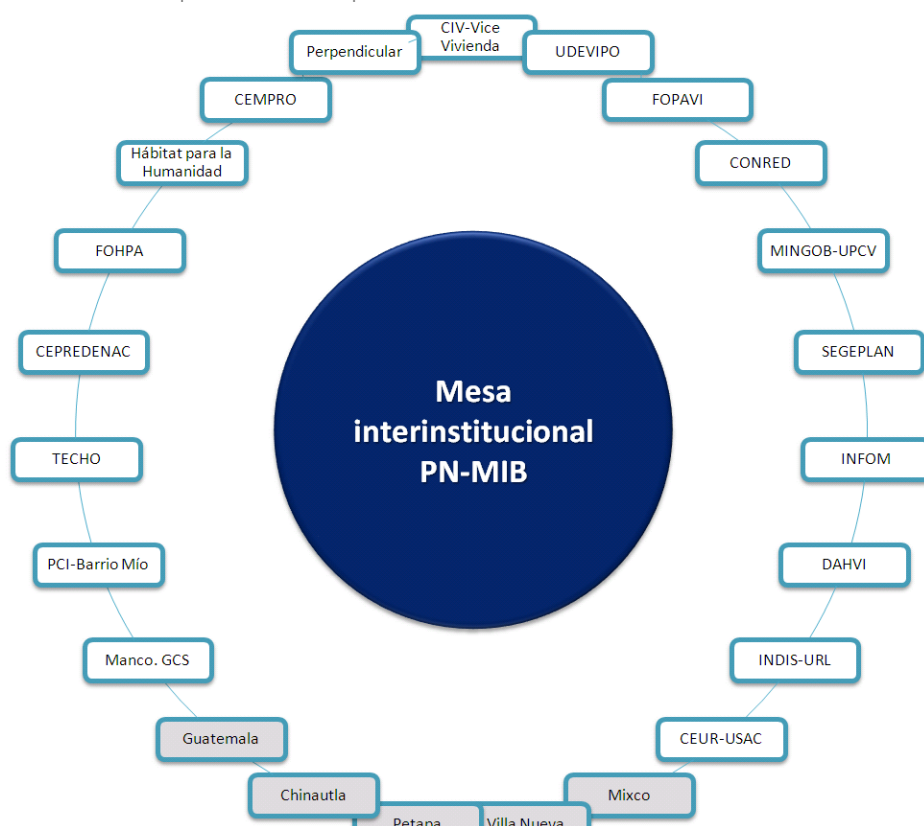 CIV-Vice
Vivienda
UDEVIPO
FOPAVI
CONRED
MINGOB-UPCV
SEGEPLAN
INFOM
DAHVI
INDIS-URL
CEUR-USAC
Mixco
Villa Nueva
Petapa
Chinautla
Guatemala
Manco. GCS
PCI-Barrio Mío
TECHO
CEPREDENAC
FOHPA
Hábitat para la
Humanidad
CEMPRO
Perpendicular
Mesa
interinstitucional
PN-MIB